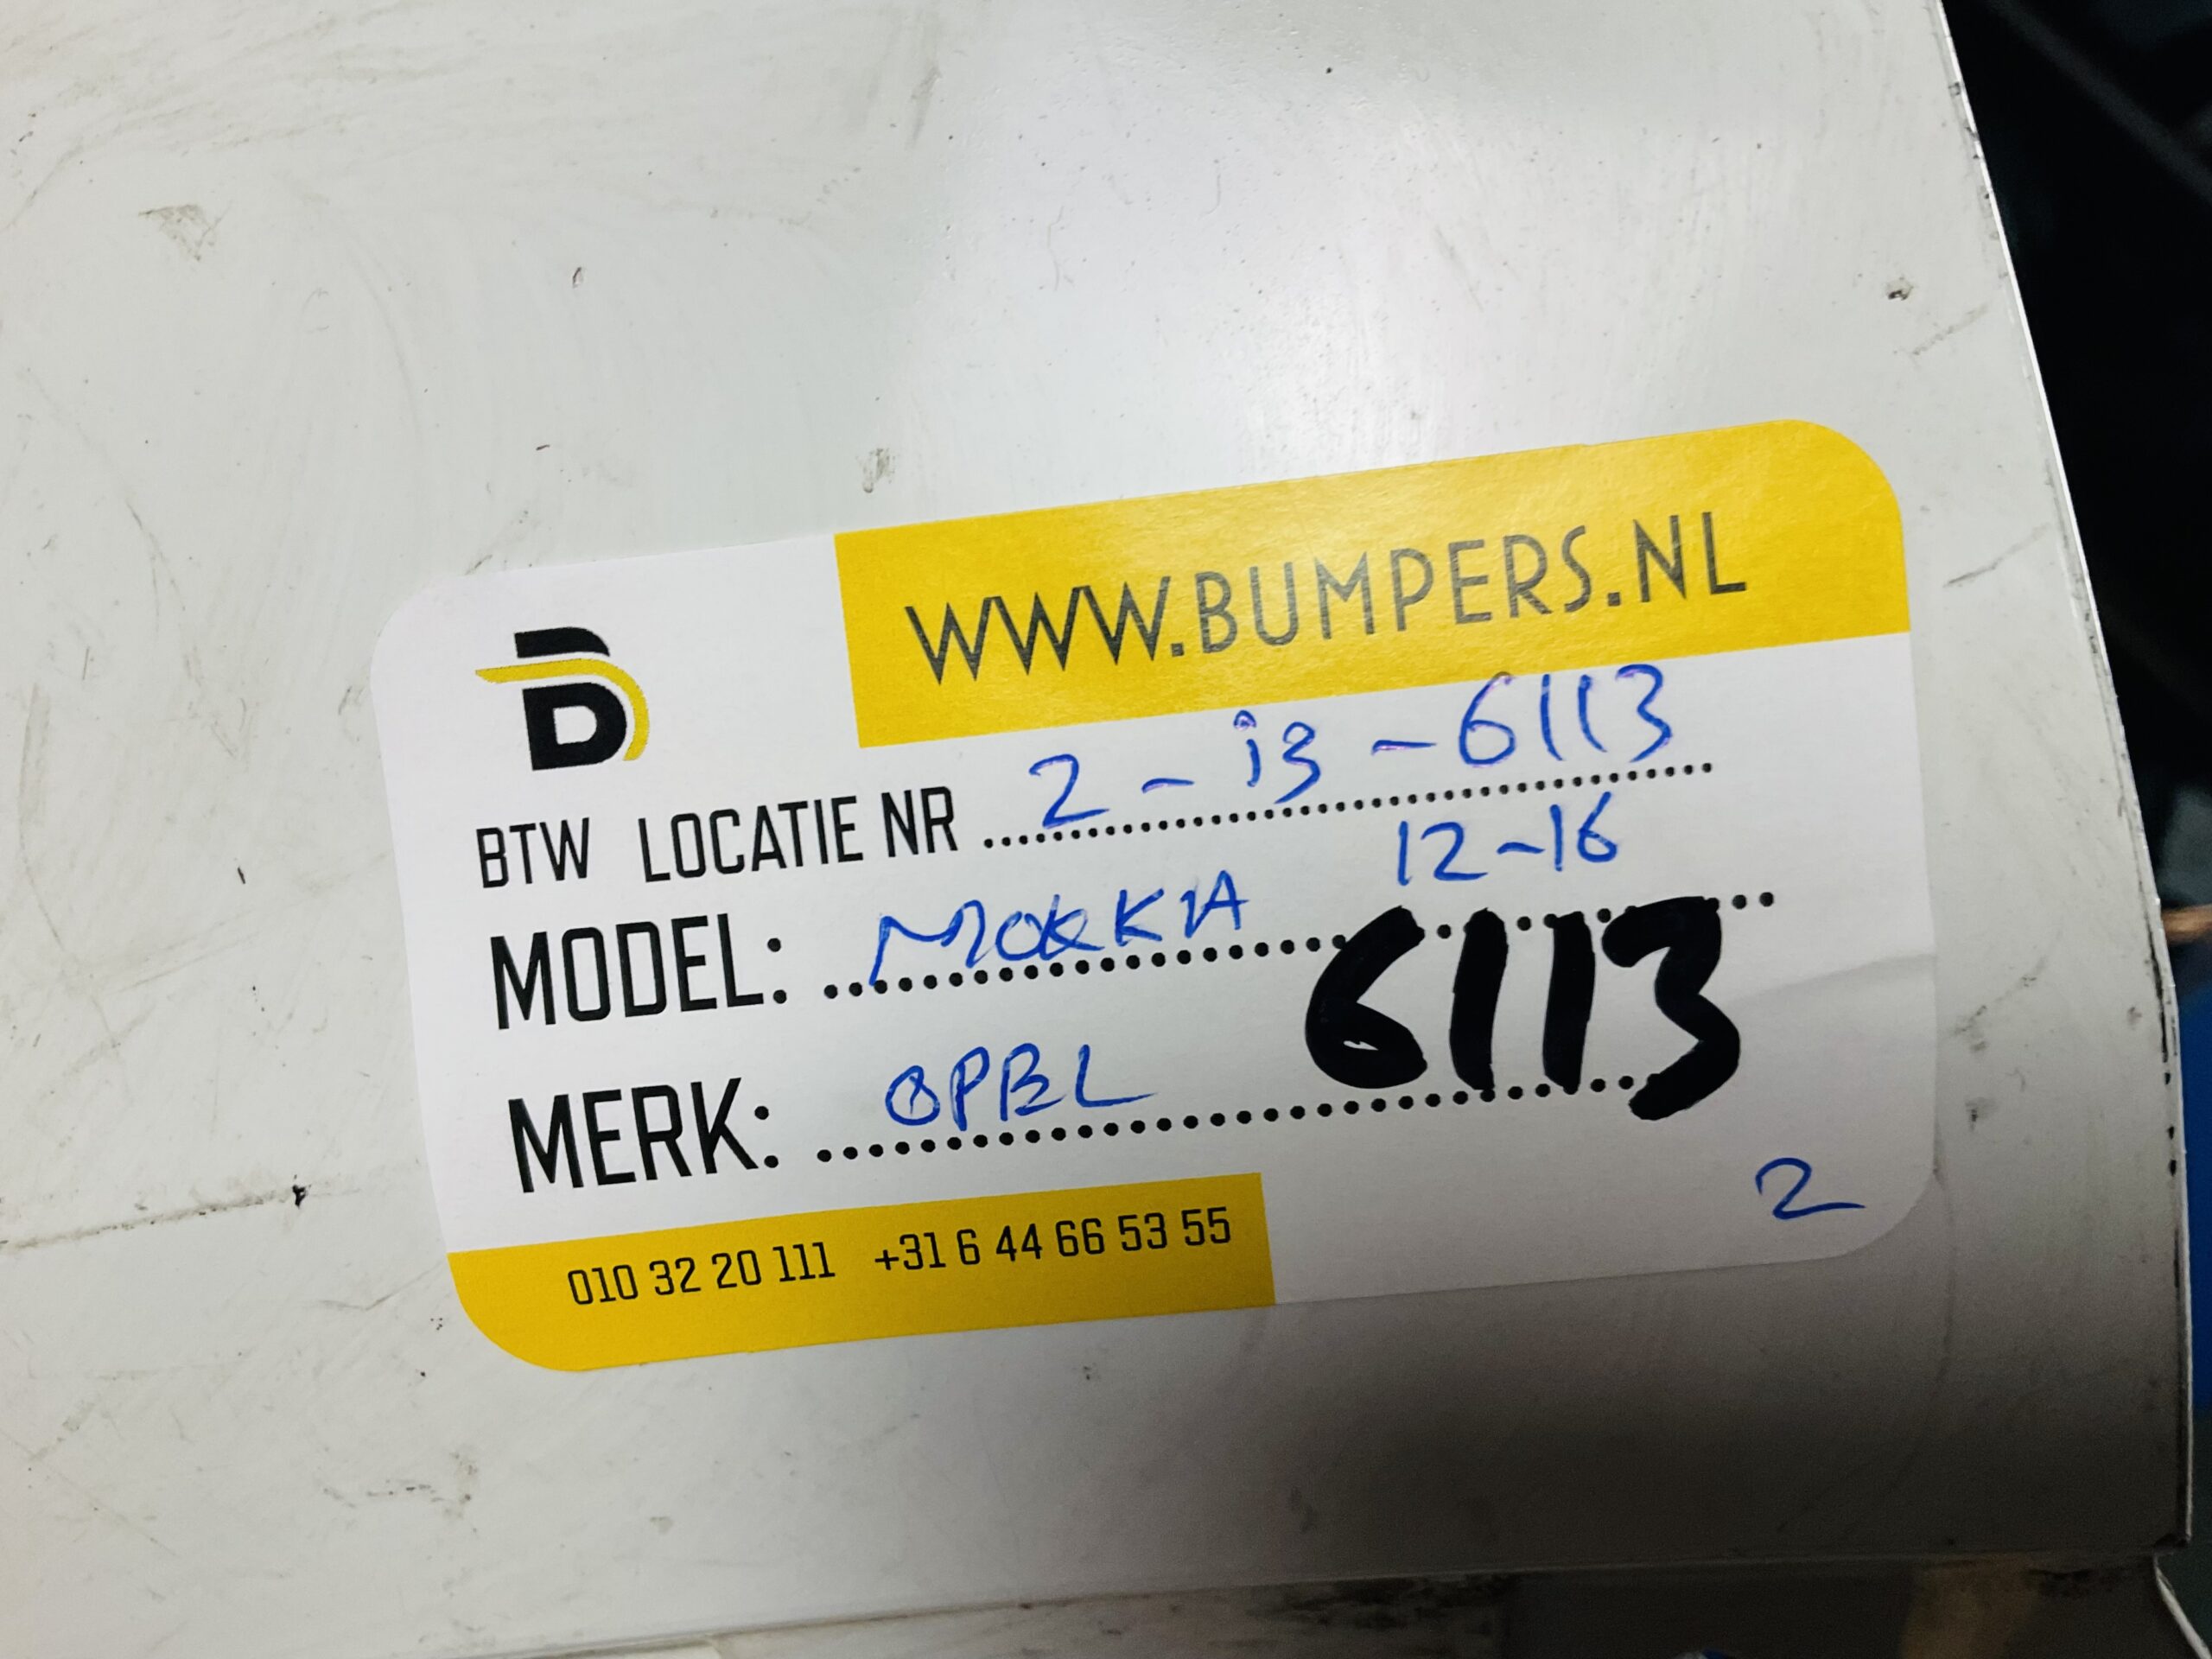 WWW.BUMPERS.NL
B
BTW LOCATIE NR 2 - i3 - 6113
MODEL: MOKKA 12-16
MERK: OPEL 6113
2
010 32 20 111 +31 6 44 66 53 55